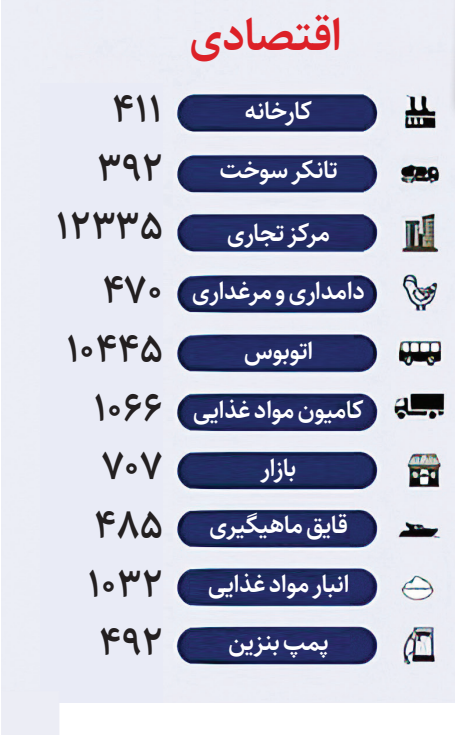 اقتصادی
کارخانه ۴۱۱
تانکر سوخت ۳۹۲
مرکز تجاری ۱۲۳۳۵
دامداری و مرغداری ۴۷۰
اتوبوس ۱۰۴۴۵
کامیون مواد غذایی ۱۰۶۶
بازار ۷۰۷
قایق ماهیگیری ۴۸۵
انبار مواد غذایی ۱۰۳۲
پمپ بنزین ۴۹۲